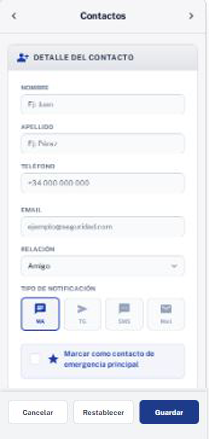 Contactos
DETALLE DEL CONTACTO
NOMBRE
Ej: Juan
APELLIDO
Ej: Pérez
TELÉFONO
+34 000 000 000
EMAIL
ejemplo@seguridad.com
RELACIÓN
Amigo
TIPO DE NOTIFICACIÓN
WA
TG
SMS
Mail
Marcar como contacto de
emergencia principal
Cancelar
Restablecer
Guardar